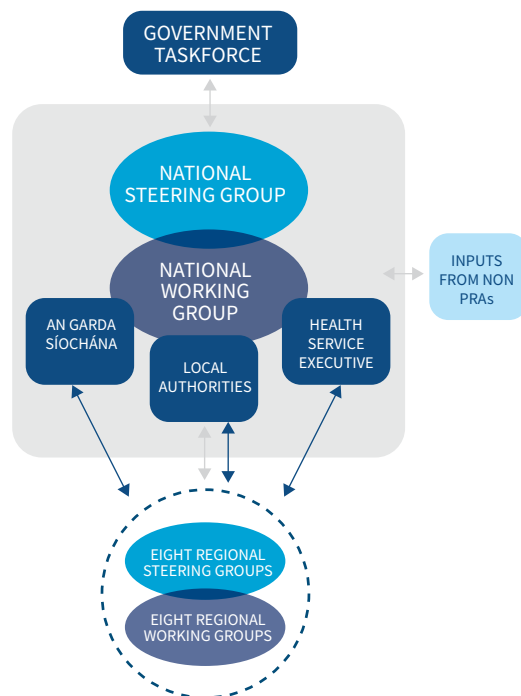 GOVERNMENT
TASKFORCE
NATIONAL
STEERING GROUP
NATIONAL
WORKING
GROUP
INPUTS
FROM NON
PRAs
AN GARDA
SÍOCHÁNA
LOCAL
AUTHORITIES
HEALTH
SERVICE
EXECUTIVE
EIGHT REGIONAL
STEERING GROUPS
EIGHT REGIONAL
WORKING GROUPS